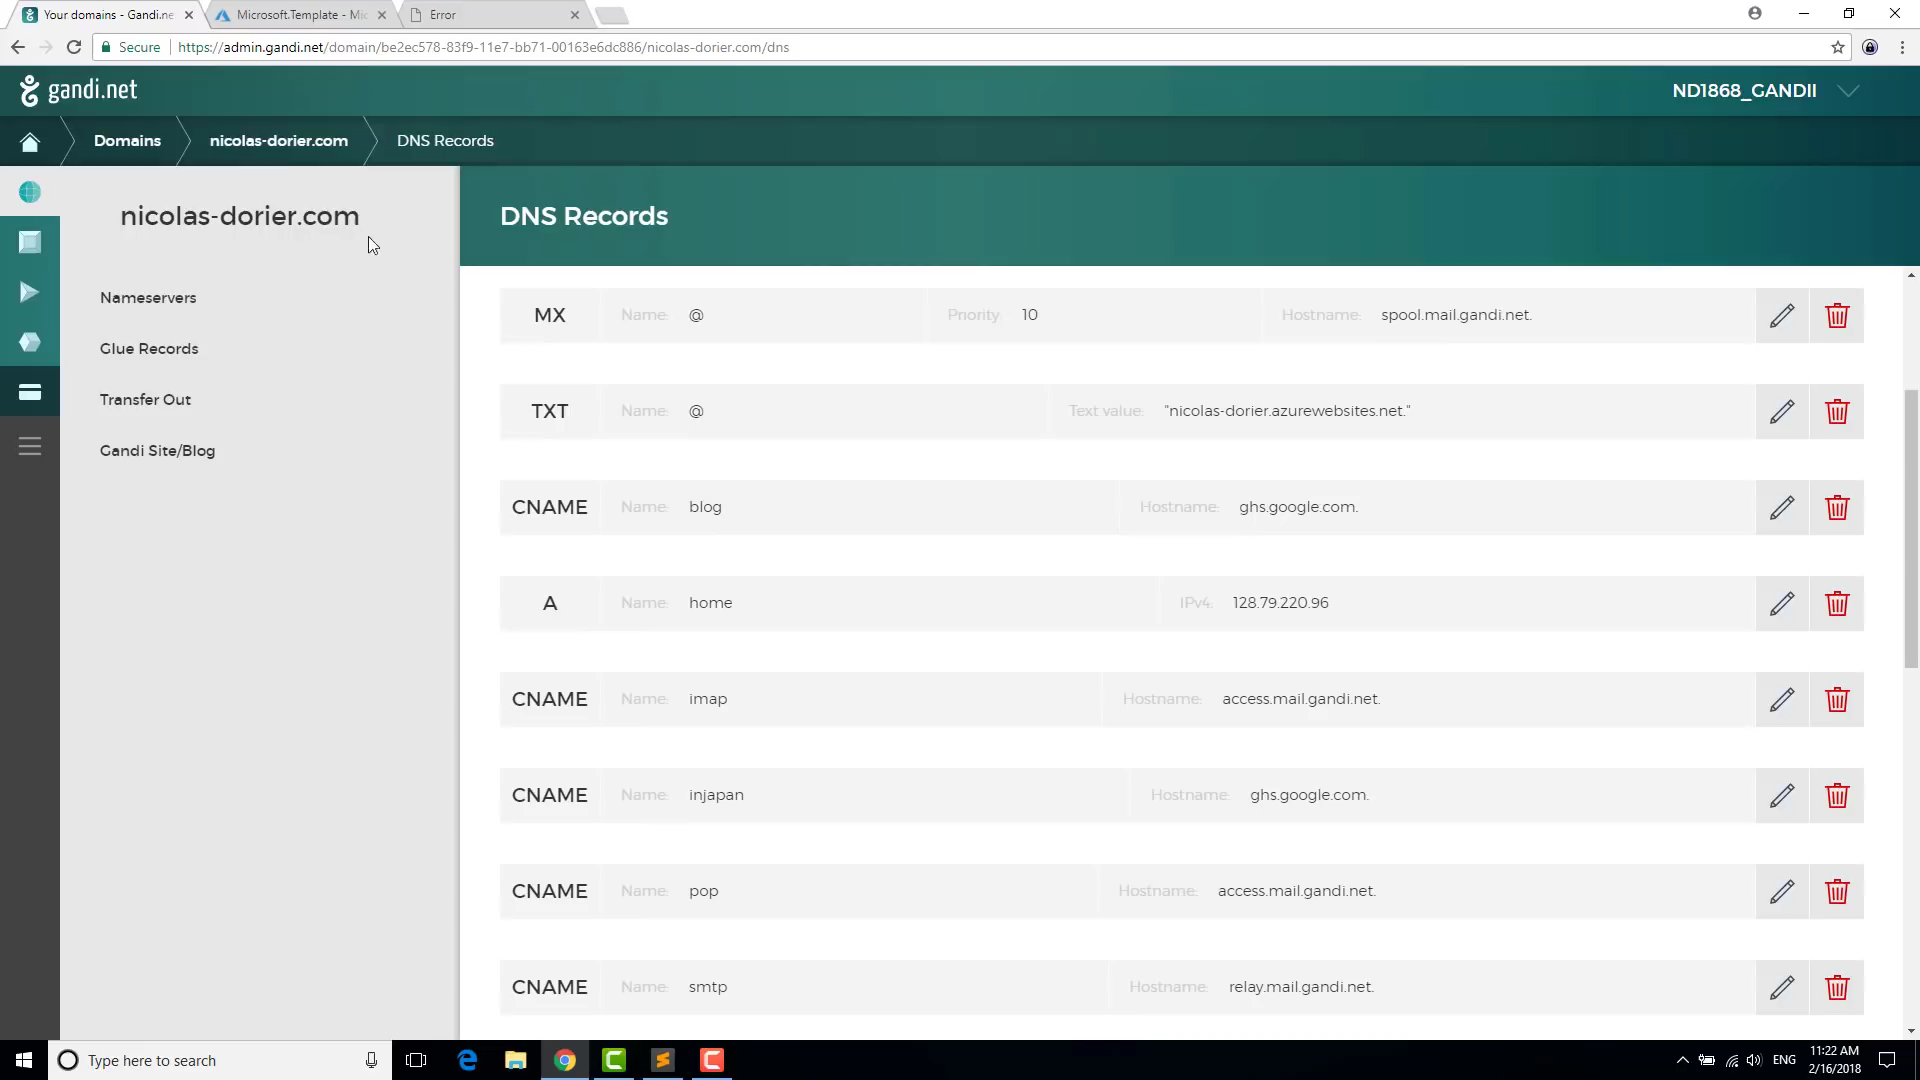 Your domains - Gandi.ne
Microsoft.Template - Mic
Error
Secure
https://admin.gandi.net/domain/be2ec578-83f9-11e7-bb71-00163e6dc886/nicolas-dorier.com/dns
gandi.net
ND1868_GANDII
Domains
nicolas-dorier.com
DNS Records
nicolas-dorier.com
Nameservers
Glue Records
Transfer Out
Gandi Site/Blog
DNS Records
MX Name: @ Priority: 10 Hostname: spool.mail.gandi.net.
TXT Name: @ Text value: "nicolas-dorier.azurewebsites.net."
CNAME Name: blog Hostname: ghs.google.com.
A Name: home IPv4: 128.79.220.96
CNAME Name: imap Hostname: access.mail.gandi.net.
CNAME Name: injapan Hostname: ghs.google.com.
CNAME Name: pop Hostname: access.mail.gandi.net.
CNAME Name: smtp Hostname: relay.mail.gandi.net.
Type here to search
ENG
11:22 AM
2/16/2018